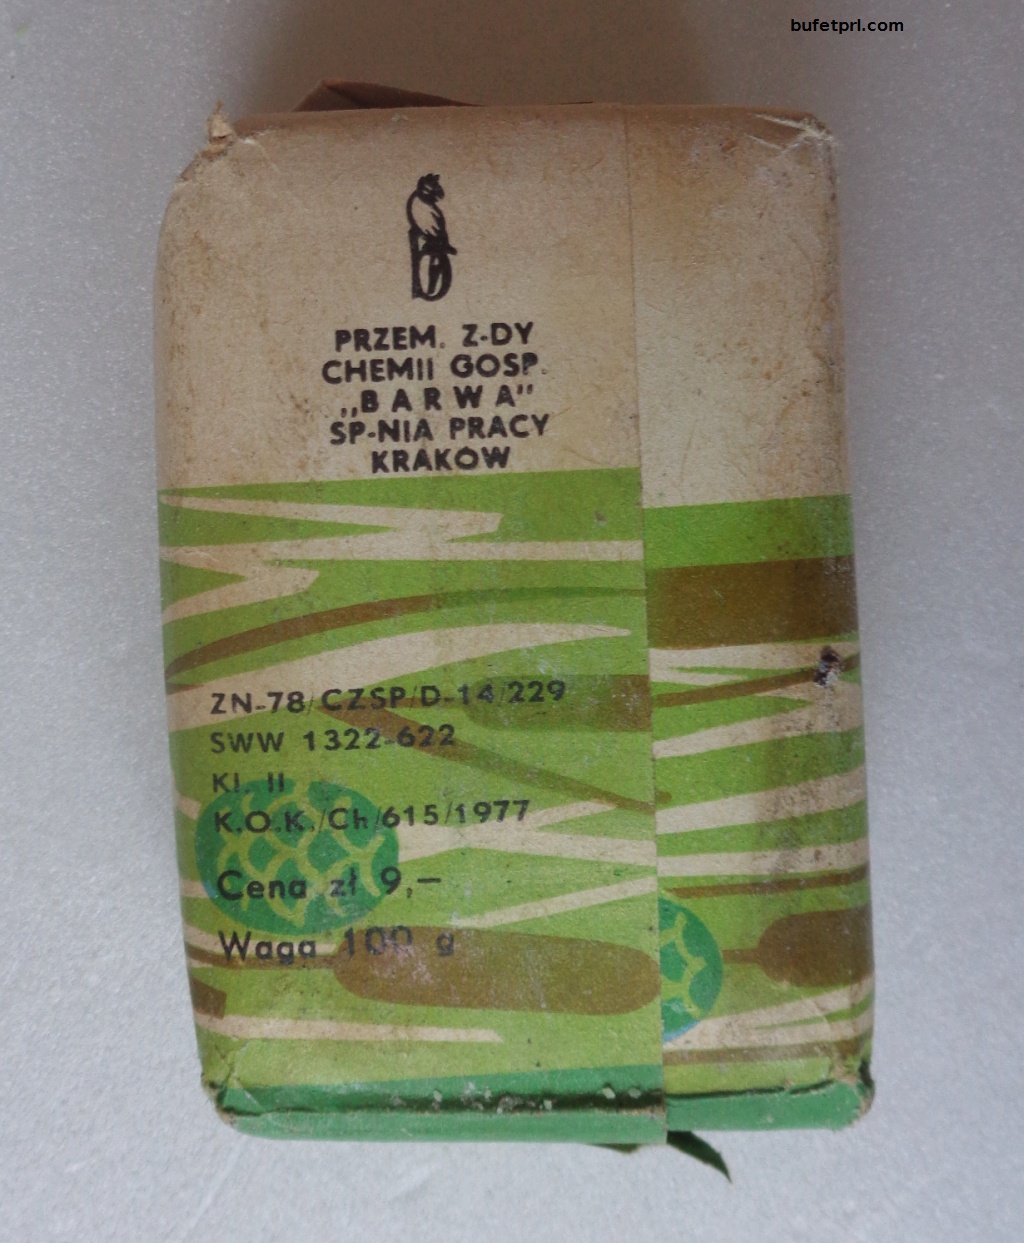 bufetprl.com
PRZEM. Z-DY
CHEMII GOSP.
„BARWA"
SP-NIA PRACY
KRAKOW
ZN-78/CZSP/D-14/229
SWW 1322-622
Kl. II
K.O.K./Ch/615/1977
Cena zł 9,—
Waga 100 g